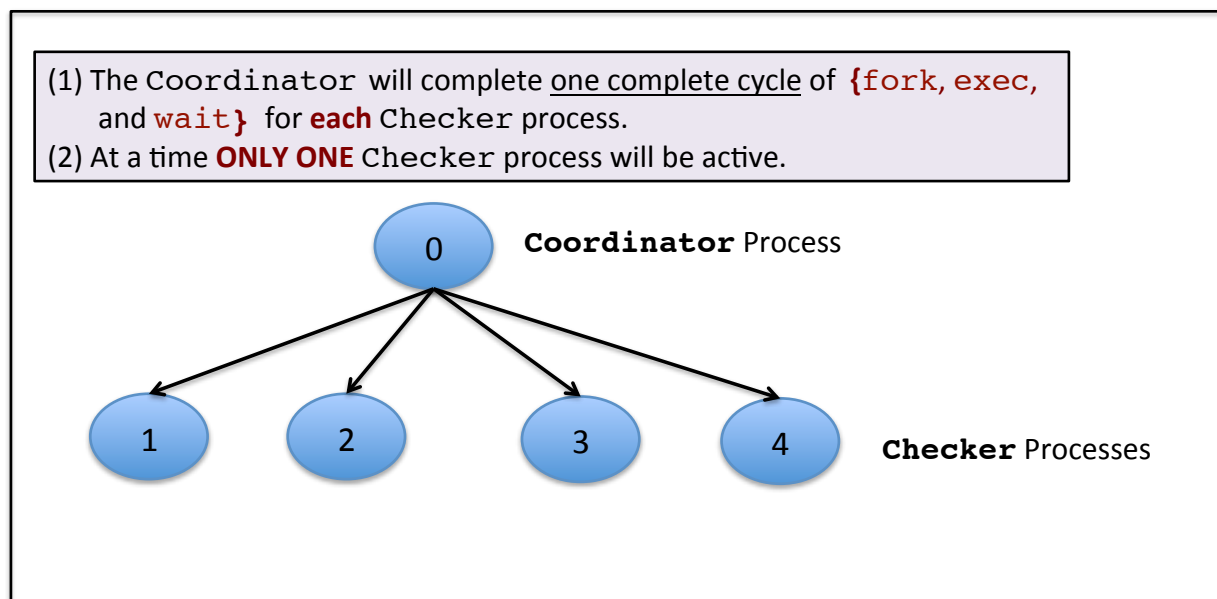 (1) The Coordinator will complete one complete cycle of {fork, exec,
and wait} for each Checker process.
(2) At a time ONLY ONE Checker process will be active.
0
Coordinator Process
1
2
3
4
Checker Processes